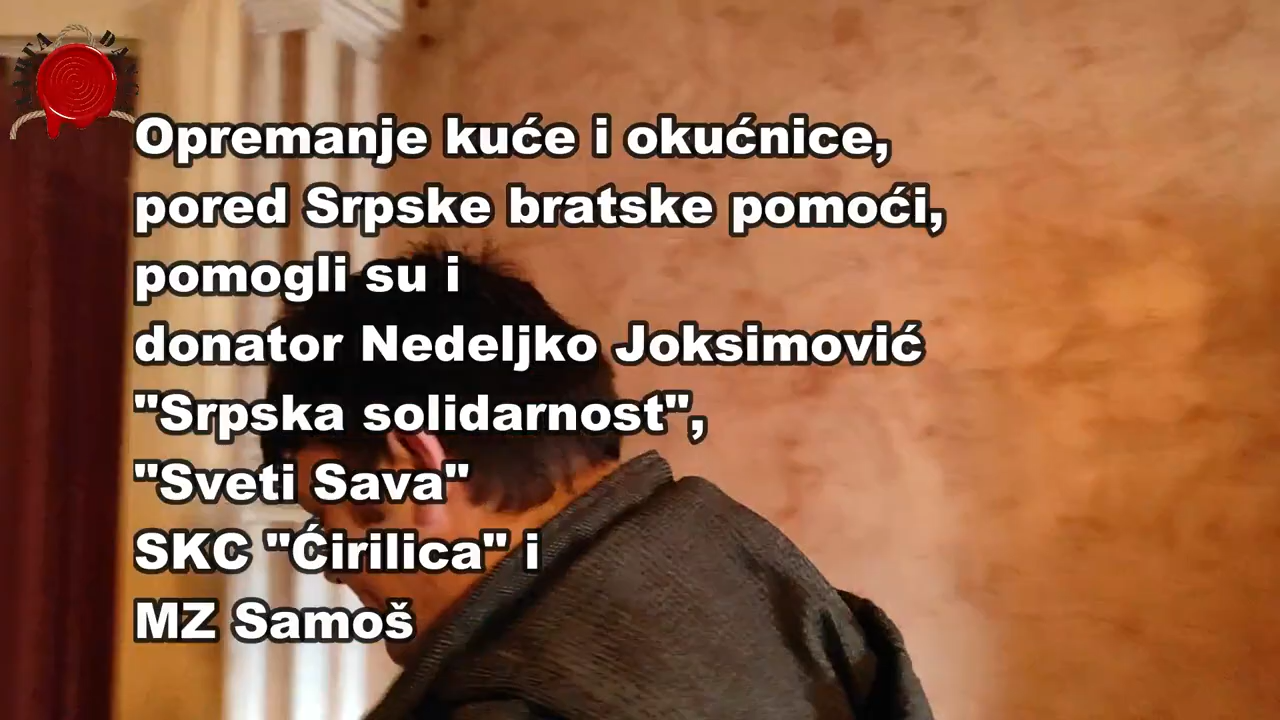 Opremanje kuće i okućnice,
pored Srpske bratske pomoći,
pomogli su i
donator Nedeljko Joksimović
"Srpska solidarnost",
"Sveti Sava"
SKC "Ćirilica" i
MZ Samoš